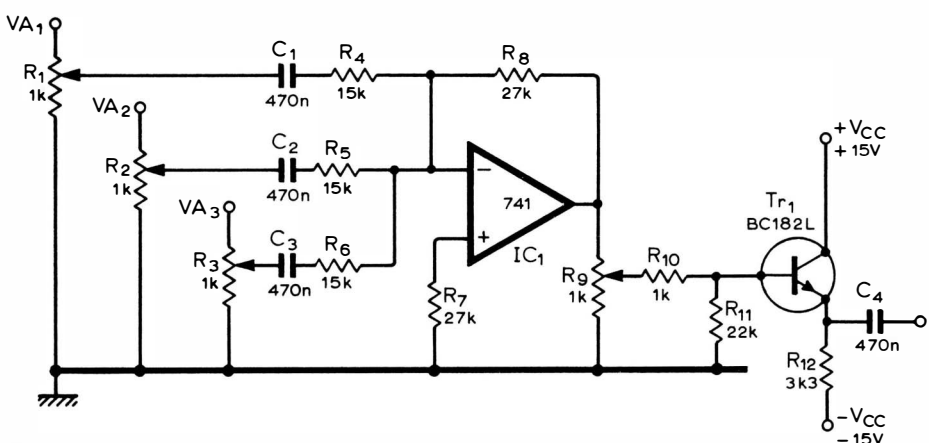 VA1
R1
1k
C1
470n
R4
15k
R8
27k
VA2
R2
1k
C2
470n
R5
15k
VA3
R3
1k
C3
470n
R6
15k
−
741
+
IC1
R7
27k
R9
1k
R10
1k
R11
22k
+VCC
+15V
Tr1
BC182L
C4
470n
R12
3k3
−VCC
−15V